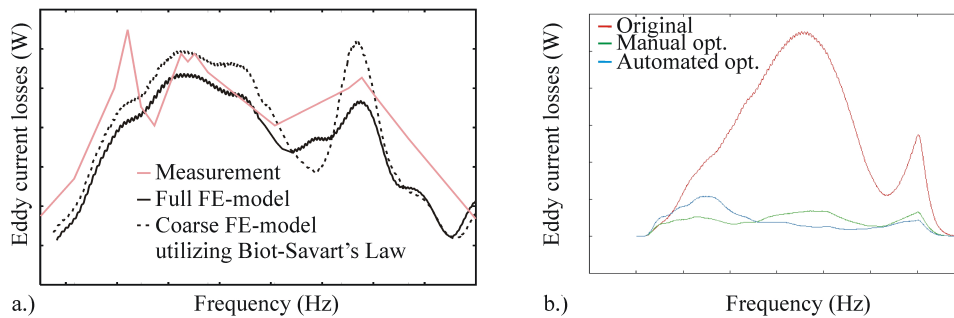 Eddy current losses (W)
Measurement
Full FE-model
Coarse FE-model
utilizing Biot-Savart's Law
a.)
Frequency (Hz)
Eddy current losses (W)
Original
Manual opt.
Automated opt.
b.)
Frequency (Hz)